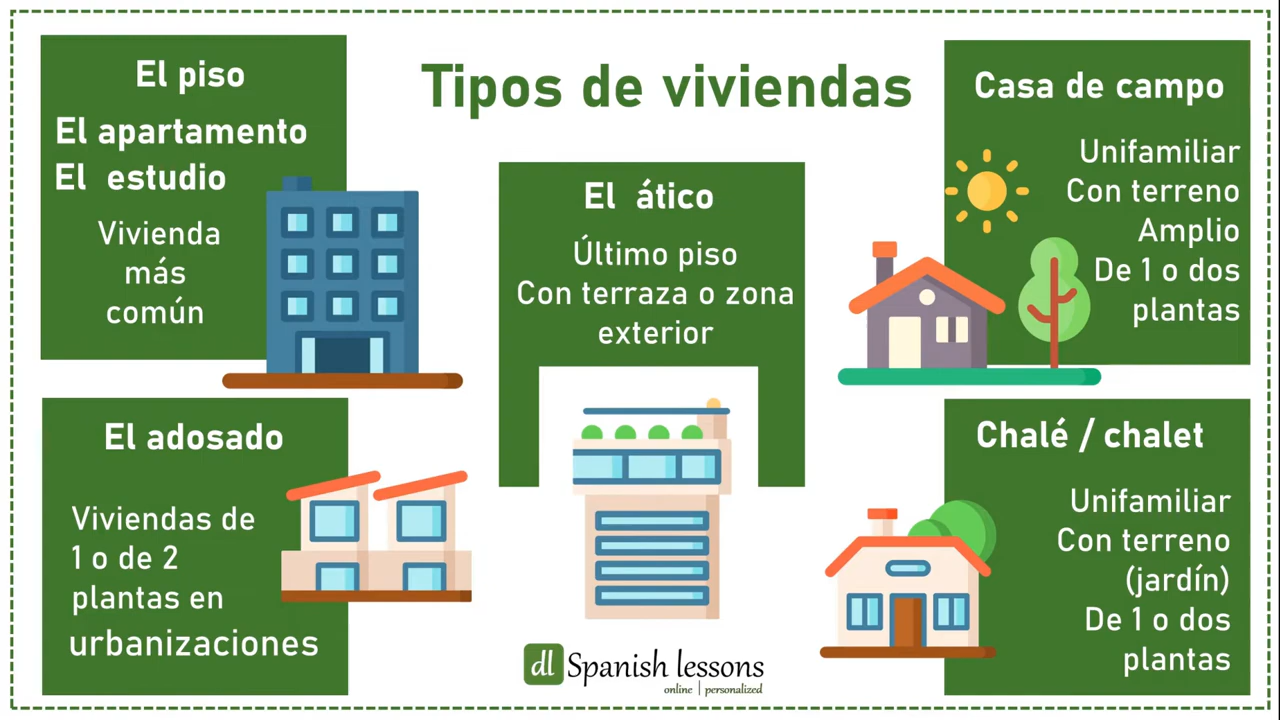 Tipos de viviendas
El piso
El apartamento
El estudio
Vivienda
más
común
El ático
Último piso
Con terraza o zona
exterior
Casa de campo
Unifamiliar
Con terreno
Amplio
De 1 o dos
plantas
El adosado
Viviendas de
1 o de 2
plantas en
urbanizaciones
Chalé / chalet
Unifamiliar
Con terreno
(jardín)
De 1 o dos
plantas
dl Spanish lessons
online | personalized